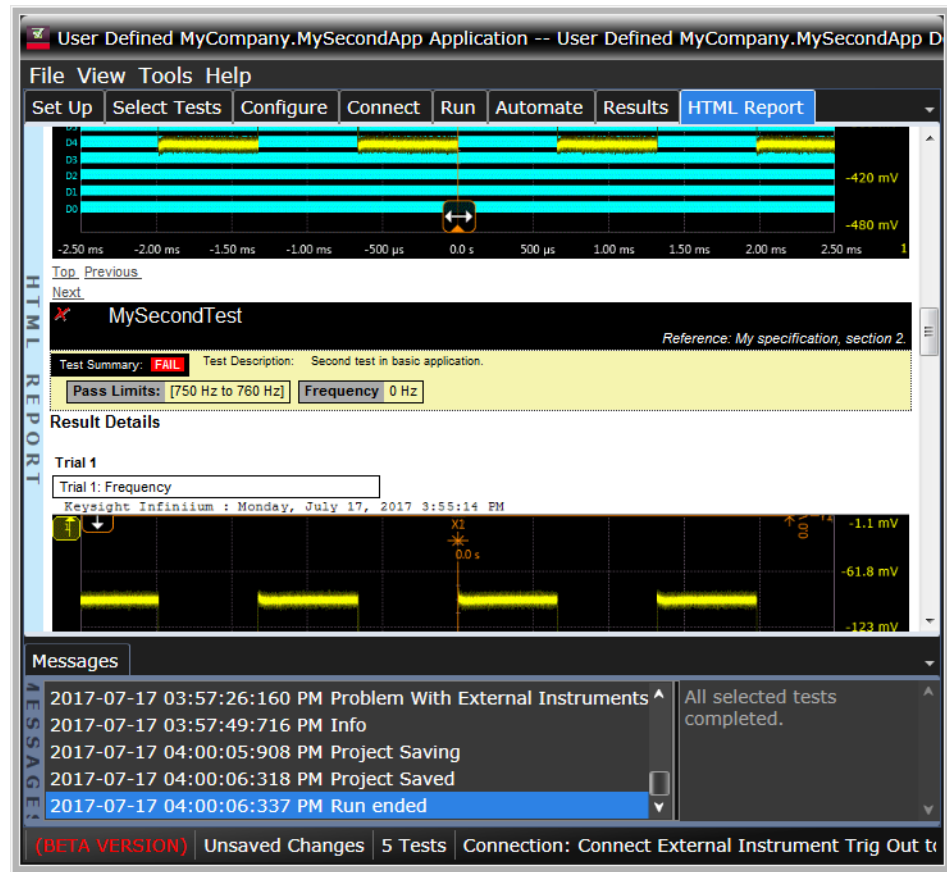 User Defined MyCompany.MySecondApp Application -- User Defined MyCompany.MySecondApp D
File View Tools Help
Set Up Select Tests Configure Connect Run Automate Results HTML Report
D4
D3
D2
D1
D0
-420 mV
-480 mV
-2.50 ms -2.00 ms -1.50 ms -1.00 ms -500 µs 0.0 s 500 µs 1.00 ms 1.50 ms 2.00 ms 2.50 ms 1
HTML REPORT
Top Previous
Next
MySecondTest
Reference: My specification, section 2.
Test Summary: FAIL Test Description: Second test in basic application.
Pass Limits: [750 Hz to 760 Hz] Frequency 0 Hz
Result Details
Trial 1
Trial 1: Frequency
Keysight Infiniium : Monday, July 17, 2017 3:55:14 PM
1 X1 -1.1 mV
0.0 s
-61.8 mV
-123 mV
Messages
MESSAGES
2017-07-17 03:57:26:160 PM Problem With External Instruments
2017-07-17 03:57:49:716 PM Info
2017-07-17 04:00:05:908 PM Project Saving
2017-07-17 04:00:06:318 PM Project Saved
2017-07-17 04:00:06:337 PM Run ended
All selected tests
completed.
(BETA VERSION) Unsaved Changes 5 Tests Connection: Connect External Instrument Trig Out to